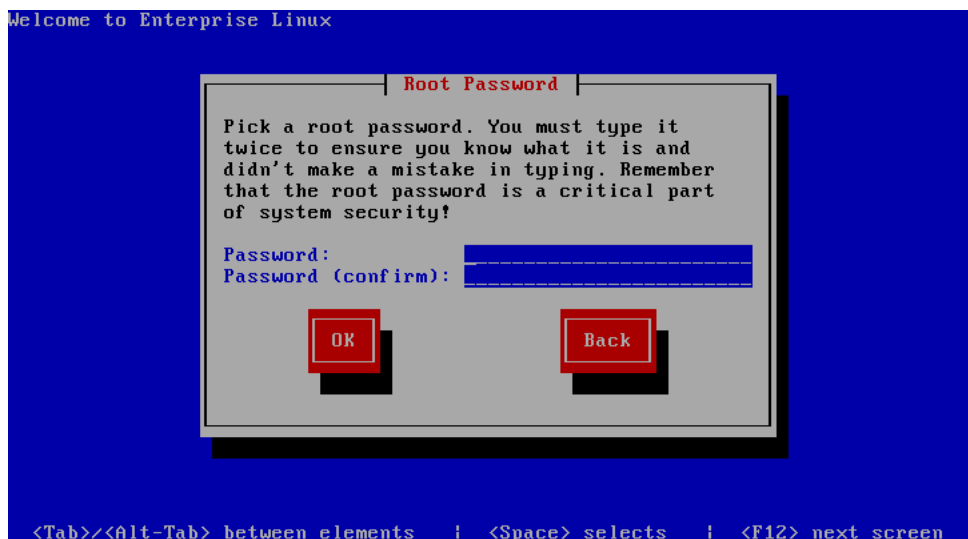 Welcome to Enterprise Linux
Root Password
Pick a root password. You must type it
twice to ensure you know what it is and
didn't make a mistake in typing. Remember
that the root password is a critical part
of system security!
Password:
Password (confirm):
OK Back
<Tab>/<Alt-Tab> between elements | <Space> selects | <F12> next screen